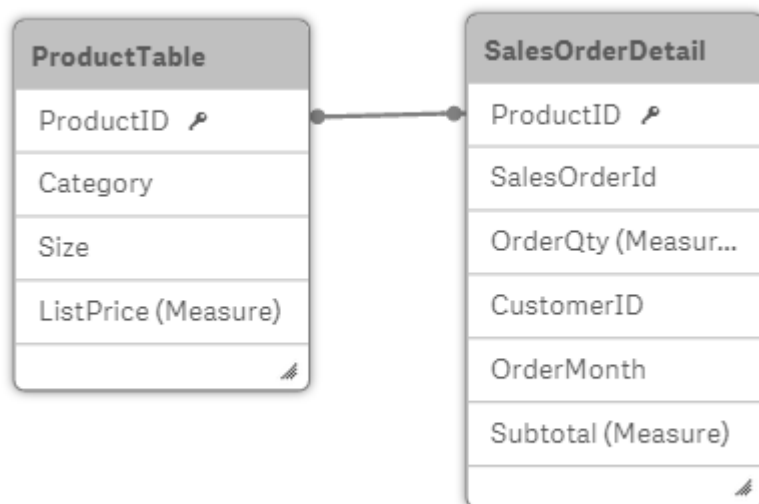 ProductTable
ProductID
Category
Size
ListPrice (Measure)
SalesOrderDetail
ProductID
SalesOrderId
OrderQty (Measur...
CustomerID
OrderMonth
Subtotal (Measure)